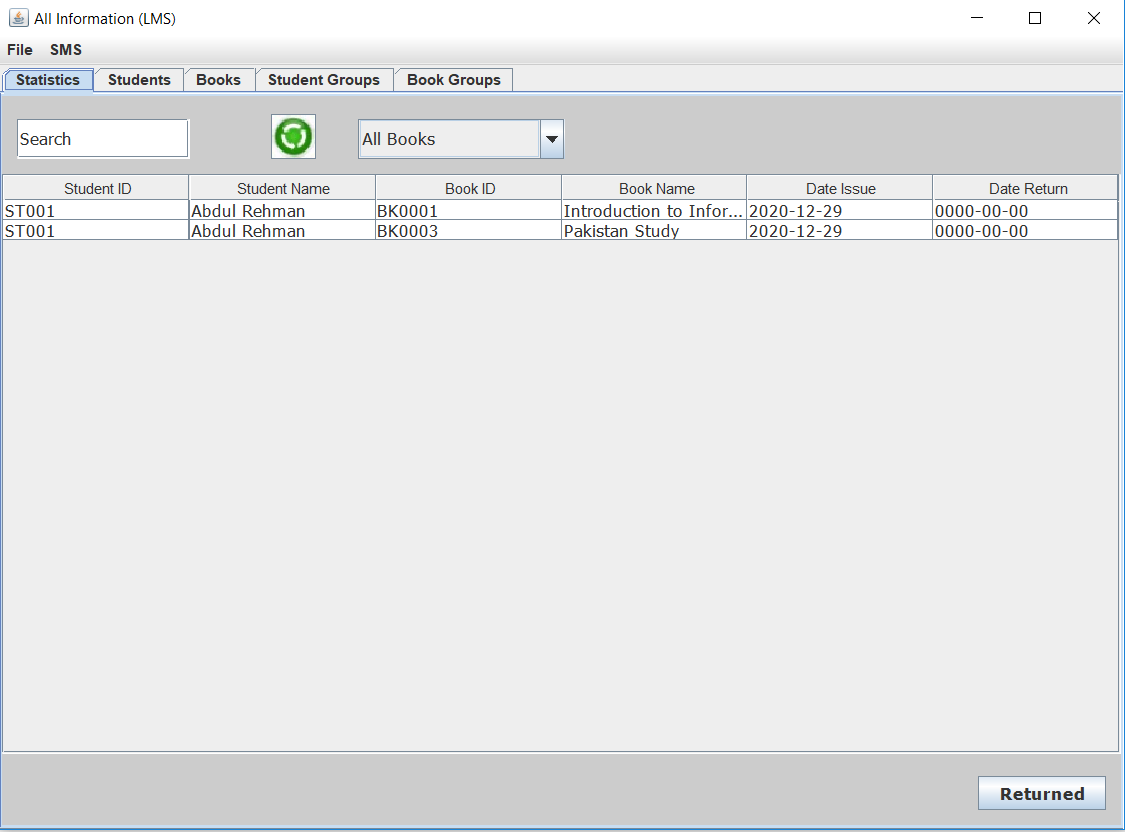 All Information (LMS)
File SMS
Statistics Students Books Student Groups Book Groups
Search All Books
Student ID Student Name Book ID Book Name Date Issue Date Return
ST001 Abdul Rehman BK0001 Introduction to Infor... 2020-12-29 0000-00-00
ST001 Abdul Rehman BK0003 Pakistan Study 2020-12-29 0000-00-00
Returned